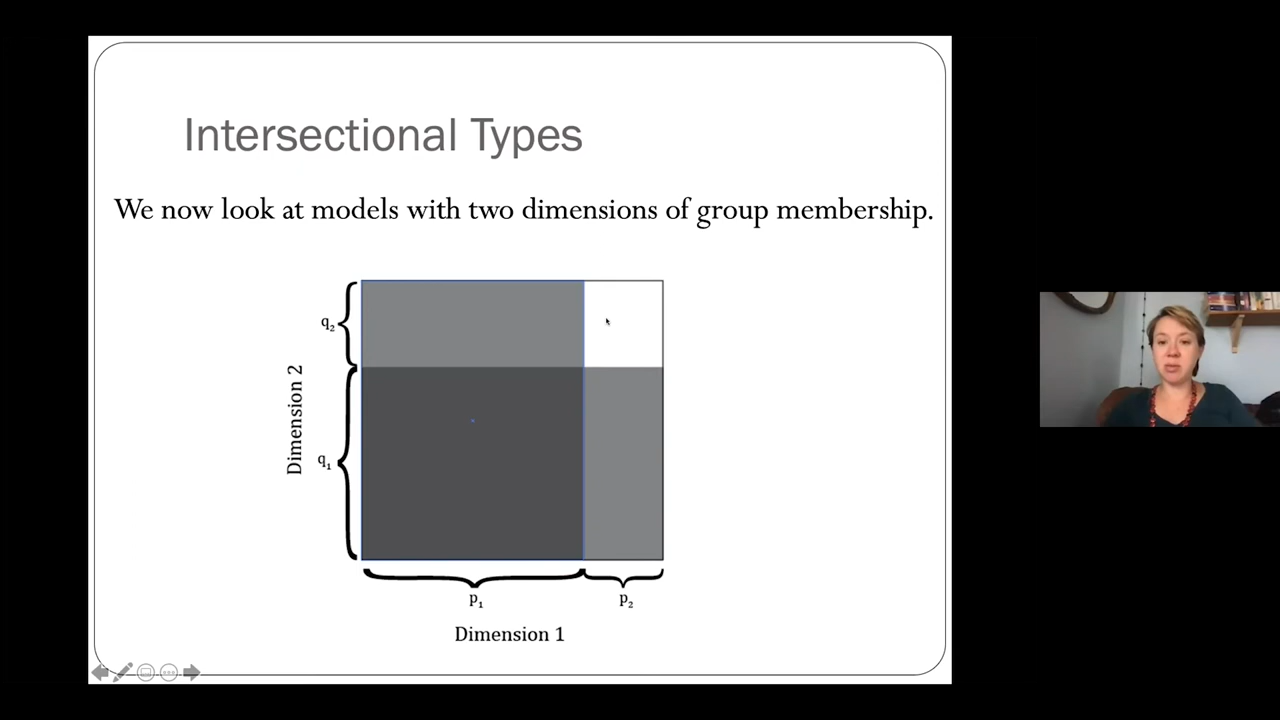 Intersectional Types
We now look at models with two dimensions of group membership.
q₂
Dimension 2
q₁
p₁
p₂
Dimension 1